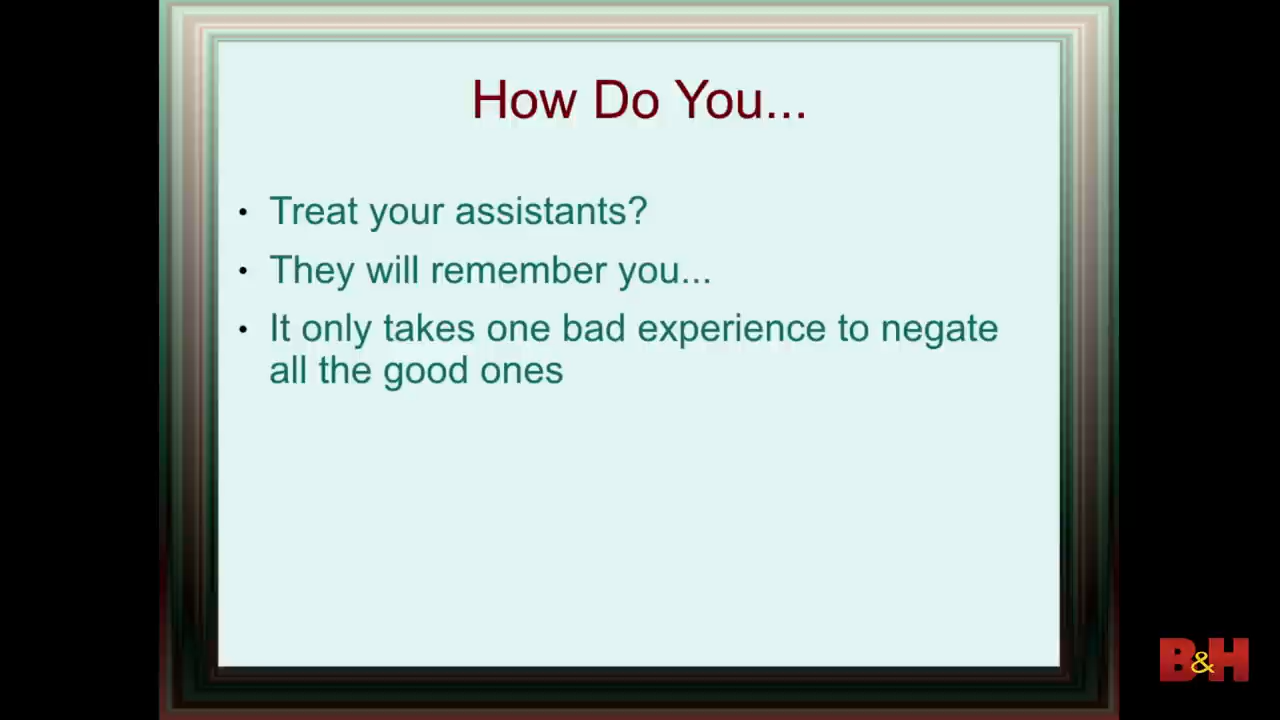 How Do You...
• Treat your assistants?
• They will remember you...
• It only takes one bad experience to negate
all the good ones
B&H